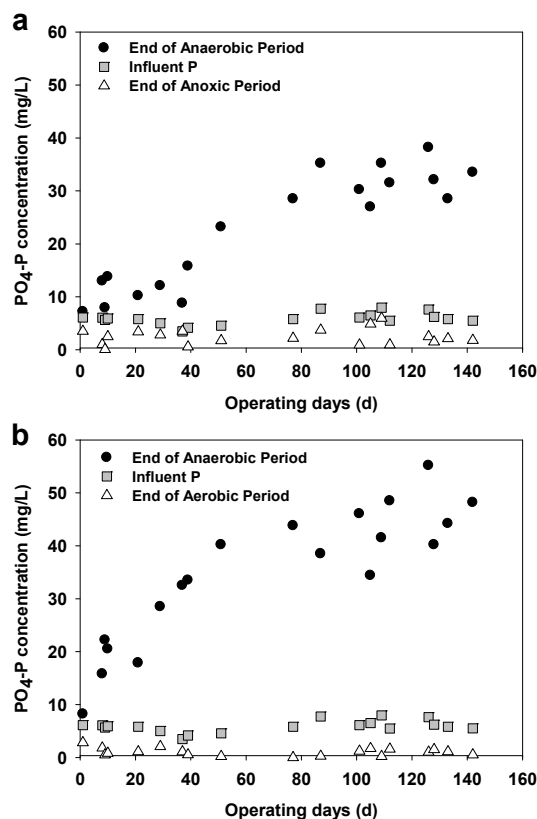 a
End of Anaerobic Period
Influent P
End of Anoxic Period
PO4-P concentration (mg/L)
60
50
40
30
20
10
0
0 20 40 60 80 100 120 140 160
Operating days (d)
b
End of Anaerobic Period
Influent P
End of Aerobic Period
PO4-P concentration (mg/L)
60
50
40
30
20
10
0
0 20 40 60 80 100 120 140 160
Operating days (d)